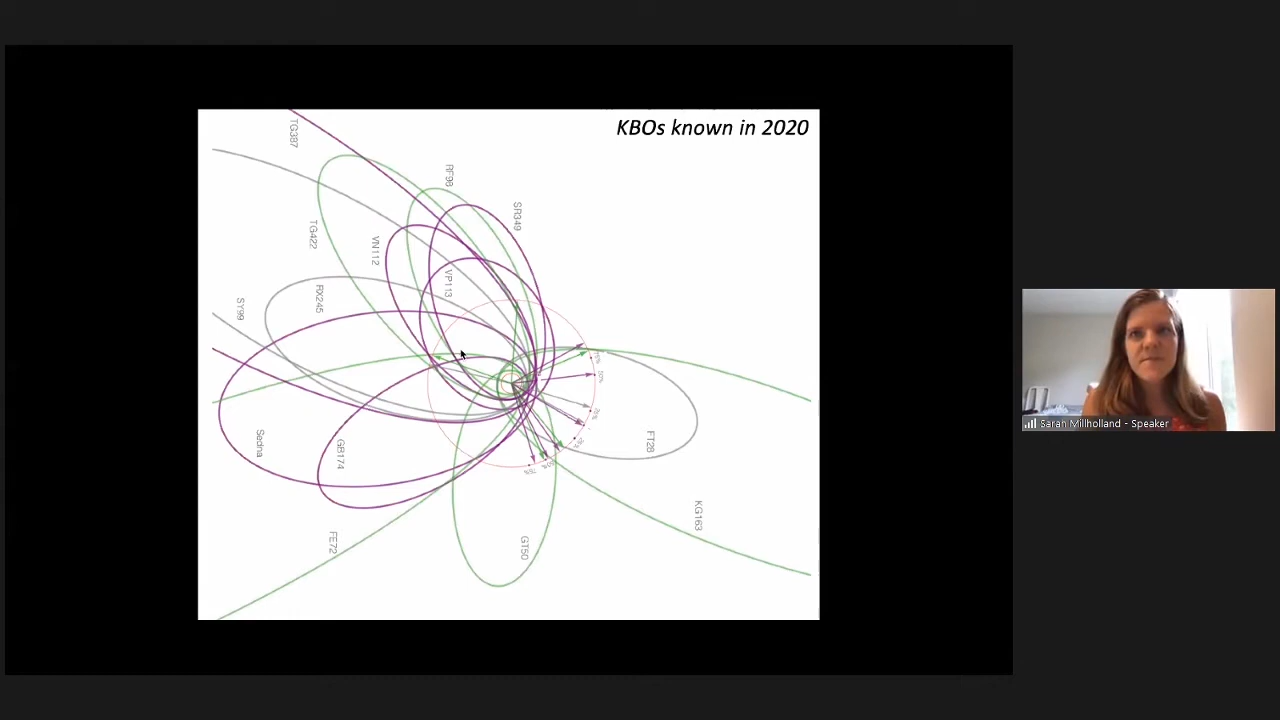 KBOs known in 2020
TG387
RF98
SR349
TG422
VN112
VP113
RX245
SY99
Sedna
GB174
FT28
KG163
FE72
GT50
Sarah Millholland - Speaker